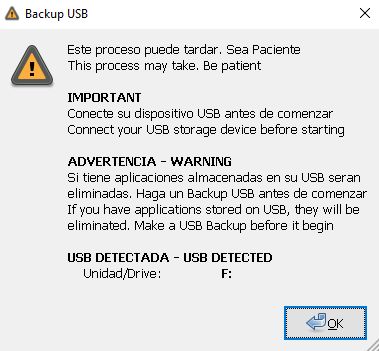 Backup USB
Este proceso puede tardar. Sea Paciente
This process may take. Be patient
IMPORTANT
Conecte su dispositivo USB antes de comenzar
Connect your USB storage device before starting
ADVERTENCIA - WARNING
Si tiene aplicaciones almacenadas en su USB seran
eliminadas. Haga un Backup USB antes de comenzar
If you have applications stored on USB, they will be
eliminated. Make a USB Backup before it begin
USB DETECTADA - USB DETECTED
Unidad/Drive: F:
OK